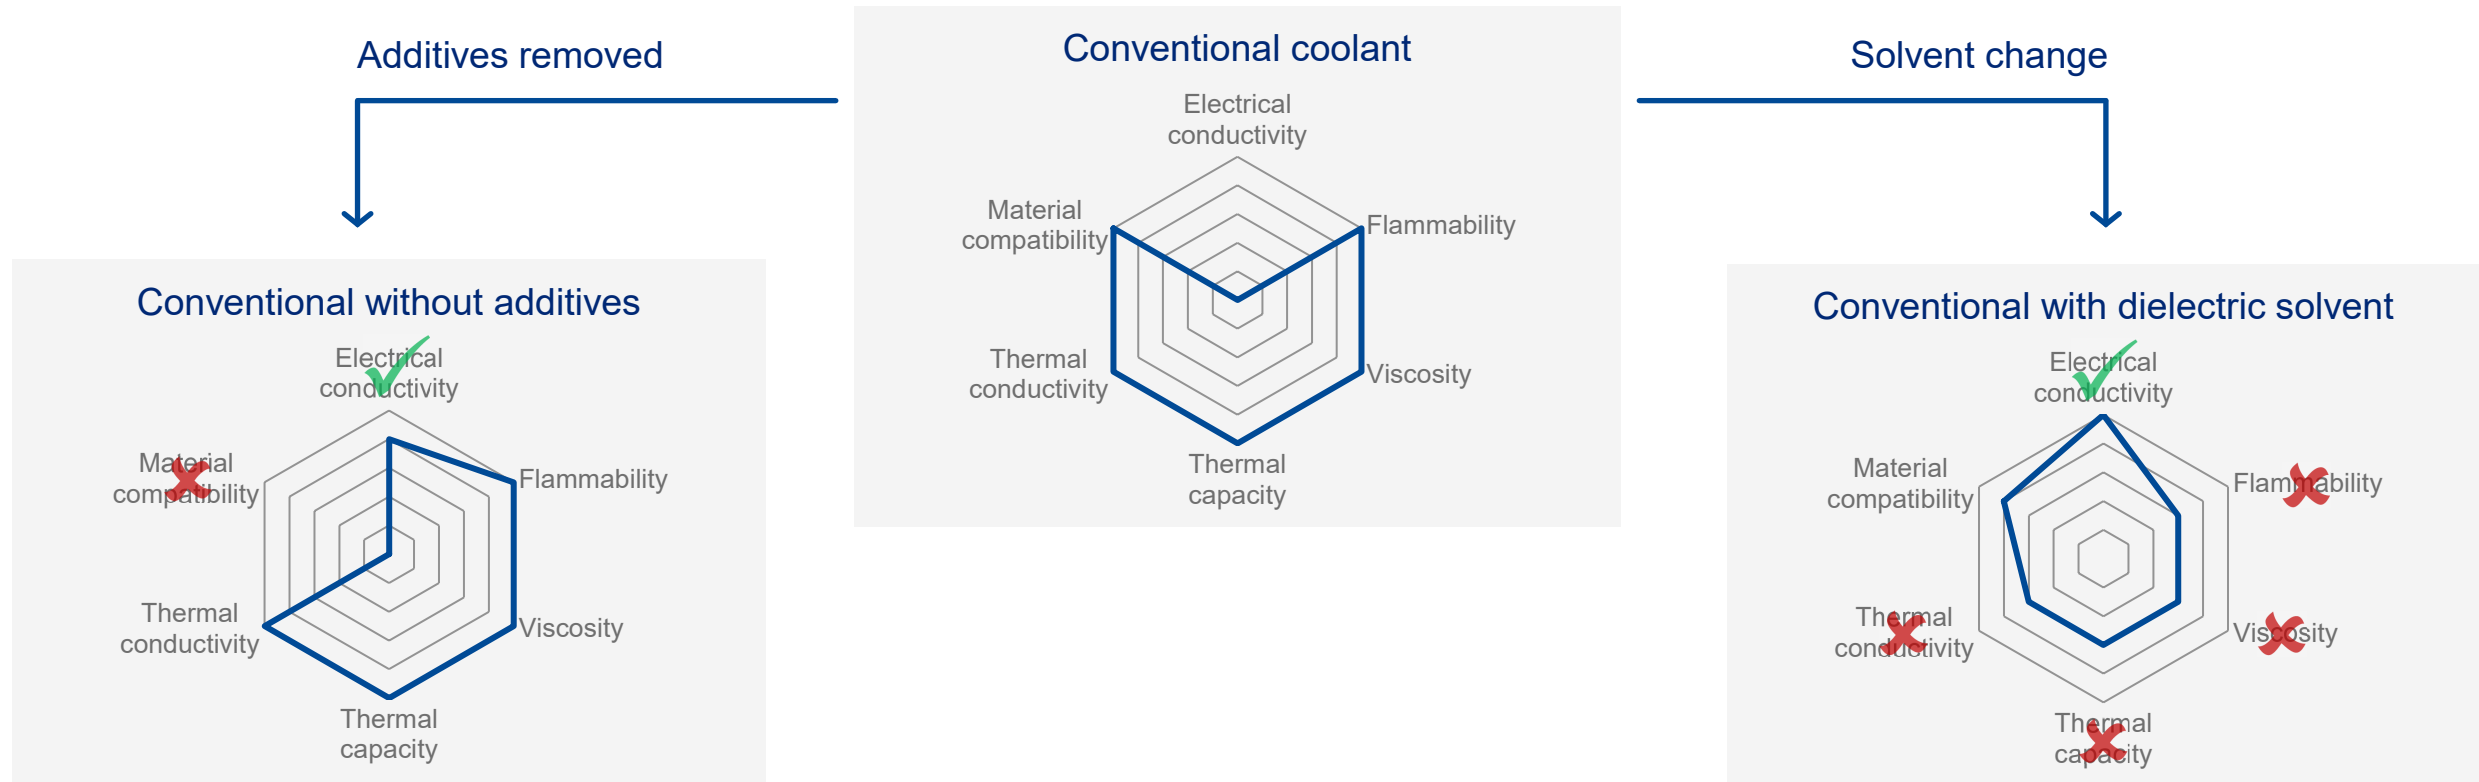 Additives removed
Conventional coolant
Solvent change
Electrical
conductivity
Material
compatibility
Flammability
Thermal
conductivity
Viscosity
Thermal
capacity
Conventional without additives
Electrical
conductivity
Material
compatibility
Flammability
Thermal
conductivity
Viscosity
Thermal
capacity
Conventional with dielectric solvent
Electrical
conductivity
Material
compatibility
Flammability
Thermal
conductivity
Viscosity
Thermal
capacity